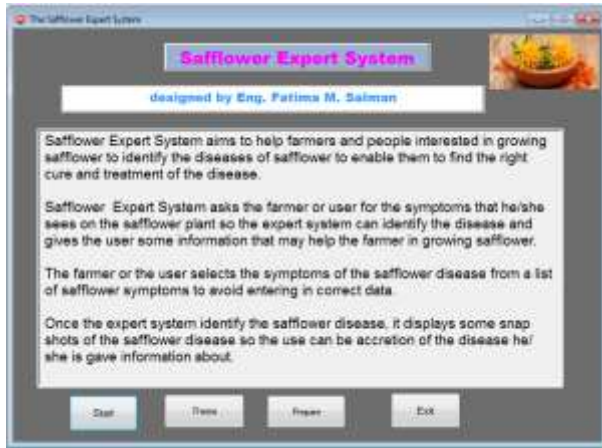 The Safflower Expert System
Safflower Expert System
designed by Eng. Fatima M. Salman
Safflower Expert System aims to help farmers and people interested in growing
safflower to identify the diseases of safflower to enable them to find the right
cure and treatment of the disease.
Safflower  Expert System asks the farmer or user for the symptoms that he/she
sees on the safflower plant so the expert system can identify the disease and
gives the user some information that may help the farmer in growing safflower.
The farmer or the user selects the symptoms of the safflower disease from a list
of safflower symptoms to avoid entering in correct data.
Once the expert system identify the safflower disease, it displays some snap
shots of the safflower disease so the use can be accretion of the disease he/
she is gave information about.
Start
Exit